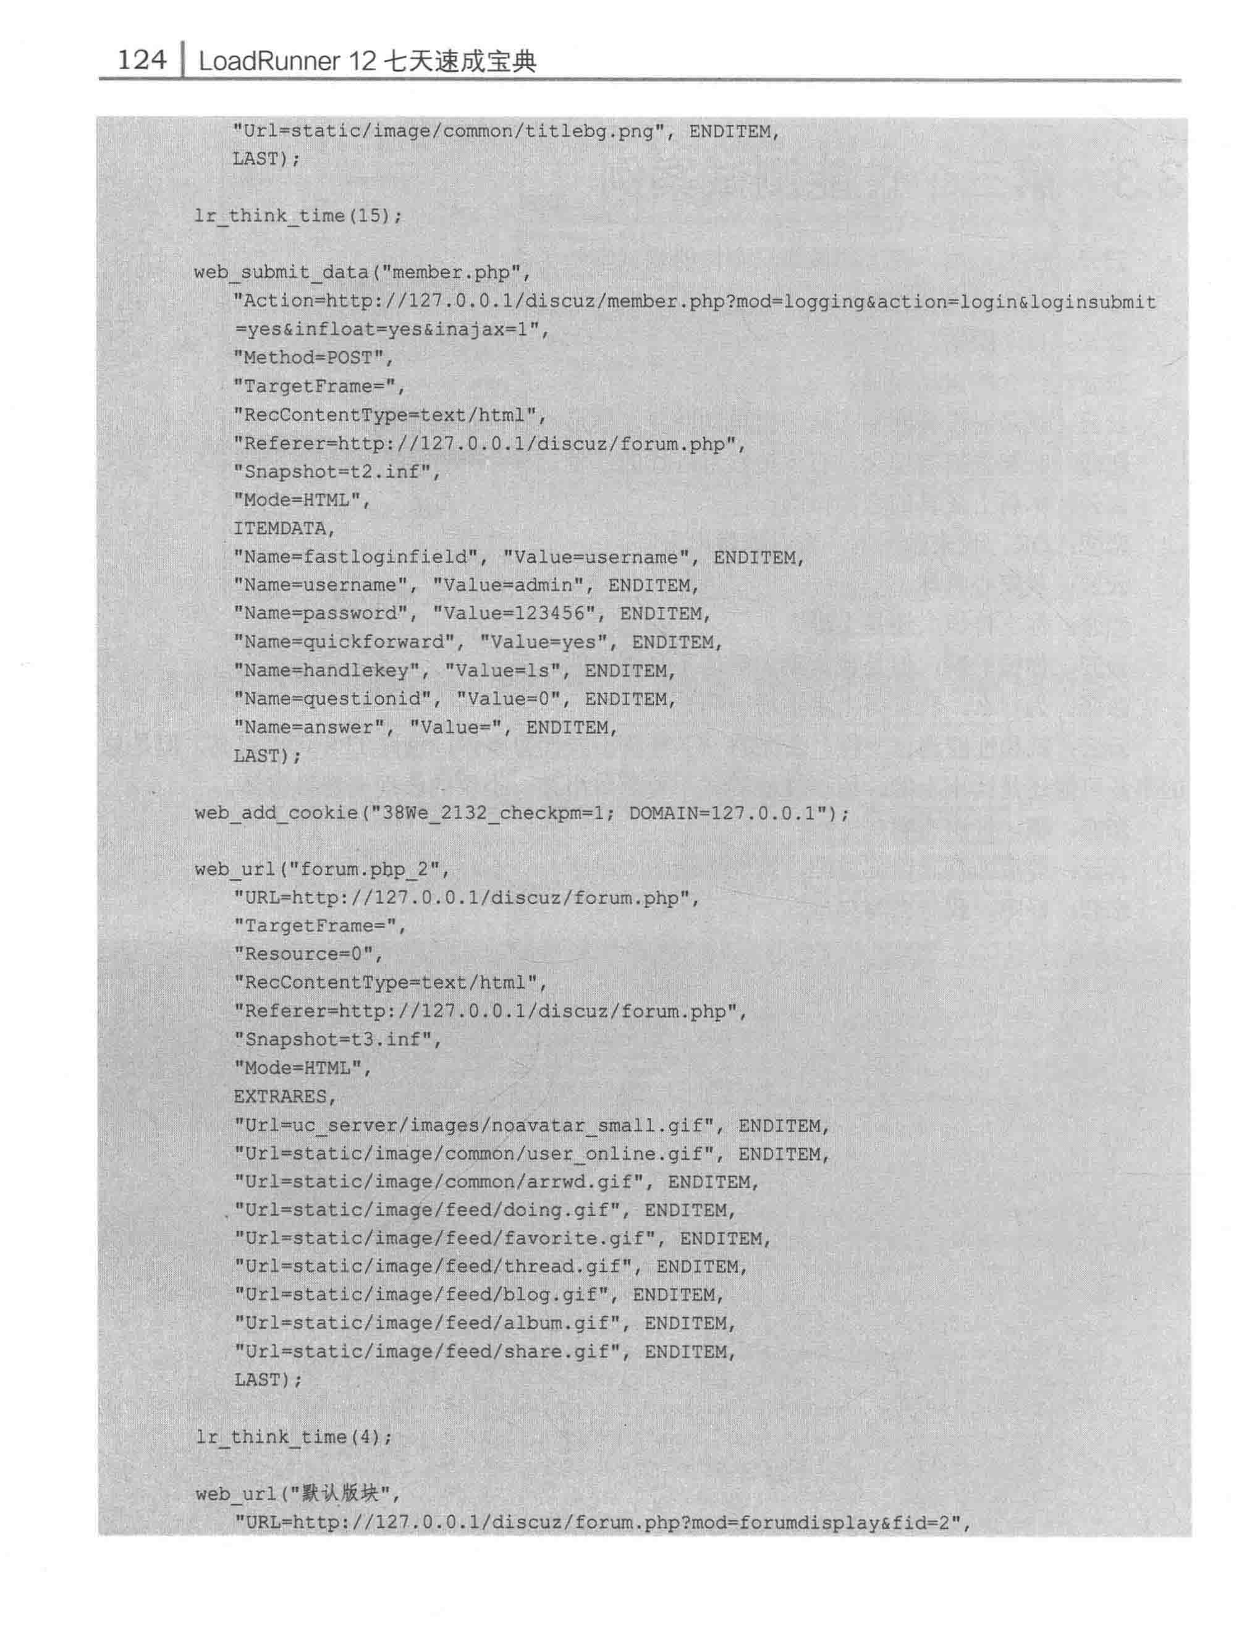 124 | LoadRunner 12 七天速成宝典
"Url=static/image/common/titlebg.png", ENDITEM,
LAST);
lr_think_time(15);
web_submit_data("member.php",
"Action=http://127.0.0.1/discuz/member.php?mod=logging&action=login&loginsubmit
=yes&infloat=yes&inajax=1",
"Method=POST",
"TargetFrame=",
"RecContentType=text/html",
"Referer=http://127.0.0.1/discuz/forum.php",
"Snapshot=t2.inf",
"Mode=HTML",
ITEMDATA,
"Name=fastloginfield", "Value=username", ENDITEM,
"Name=username", "Value=admin", ENDITEM,
"Name=password", "Value=123456", ENDITEM,
"Name=quickforward", "Value=yes", ENDITEM,
"Name=handlekey", "Value=ls", ENDITEM,
"Name=questionid", "Value=0", ENDITEM,
"Name=answer", "Value=", ENDITEM,
LAST);
web_add_cookie("38We_2132_checkpm=1; DOMAIN=127.0.0.1");
web_url("forum.php_2",
"URL=http://127.0.0.1/discuz/forum.php",
"TargetFrame=",
"Resource=0",
"RecContentType=text/html",
"Referer=http://127.0.0.1/discuz/forum.php",
"Snapshot=t3.inf",
"Mode=HTML",
EXTRARES,
"Url=uc_server/images/noavatar_small.gif", ENDITEM,
"Url=static/image/common/user_online.gif", ENDITEM,
"Url=static/image/common/arrwd.gif", ENDITEM,
"Url=static/image/feed/doing.gif", ENDITEM,
"Url=static/image/feed/favorite.gif", ENDITEM,
"Url=static/image/feed/thread.gif", ENDITEM,
"Url=static/image/feed/blog.gif", ENDITEM,
"Url=static/image/feed/album.gif", ENDITEM,
"Url=static/image/feed/share.gif", ENDITEM,
LAST);
lr_think_time(4);
web_url("默认版块",
"URL=http://127.0.0.1/discuz/forum.php?mod=forumdisplay&fid=2",